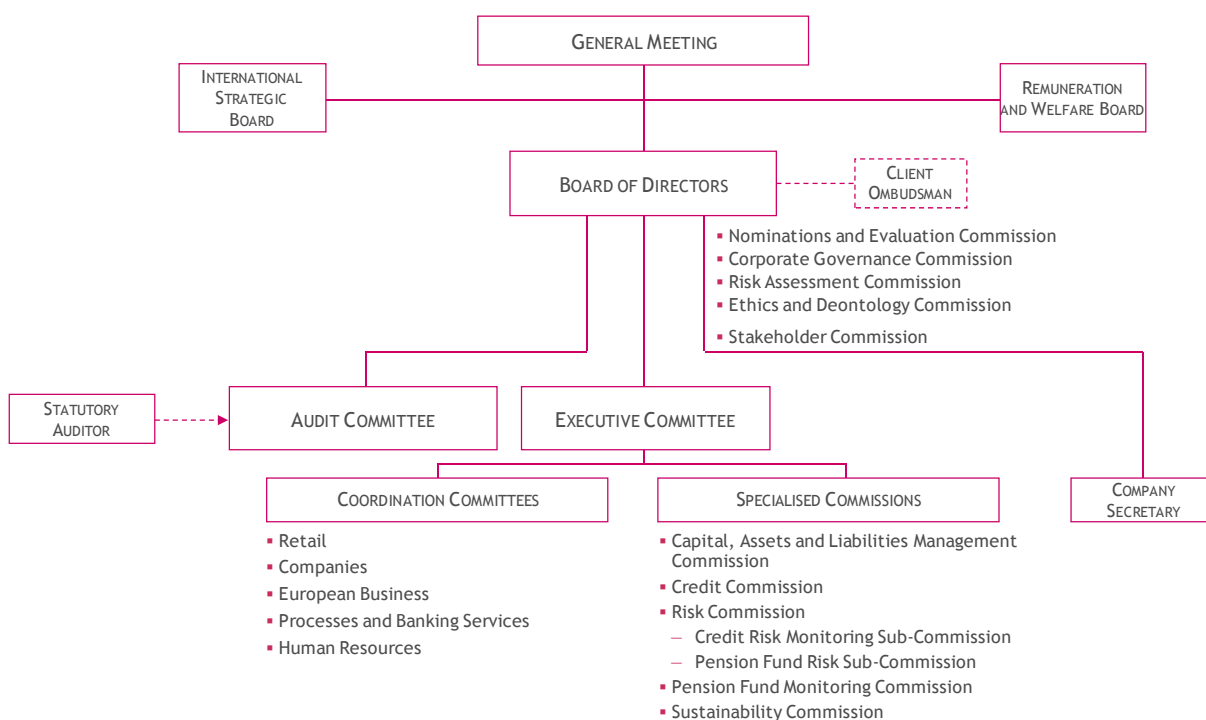 GENERAL MEETING
INTERNATIONAL
STRATEGIC
BOARD
REMUNERATION
AND WELFARE BOARD
BOARD OF DIRECTORS
CLIENT
OMBUDSMAN
▪ Nominations and Evaluation Commission
▪ Corporate Governance Commission
▪ Risk Assessment Commission
▪ Ethics and Deontology Commission
▪ Stakeholder Commission
STATUTORY
AUDITOR
AUDIT COMMITTEE
EXECUTIVE COMMITTEE
COORDINATION COMMITTEES
SPECIALISED COMMISSIONS
COMPANY
SECRETARY
▪ Retail
▪ Companies
▪ European Business
▪ Processes and Banking Services
▪ Human Resources
▪ Capital, Assets and Liabilities Management
Commission
▪ Credit Commission
▪ Risk Commission
– Credit Risk Monitoring Sub-Commission
– Pension Fund Risk Sub-Commission
▪ Pension Fund Monitoring Commission
▪ Sustainability Commission